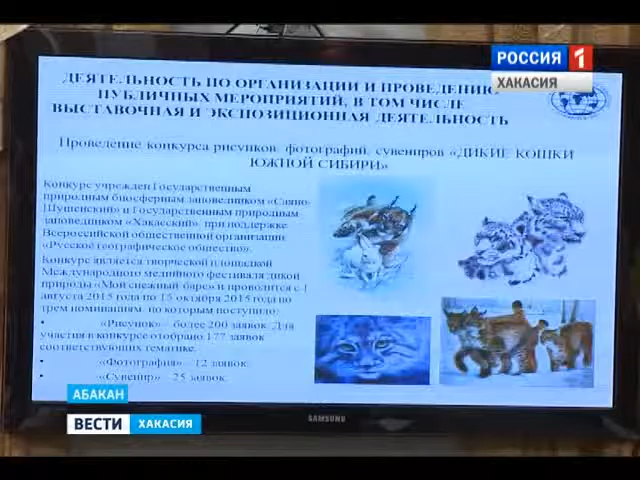 РОССИЯ 1
ХАКАСИЯ
ДЕЯТЕЛЬНОСТЬ ПО ОРГАНИЗАЦИИ И ПРОВЕДЕНИЮ
ПУБЛИЧНЫХ МЕРОПРИЯТИЙ, В ТОМ ЧИСЛЕ
ВЫСТАВОЧНАЯ И ЭКСПОЗИЦИОННАЯ ДЕЯТЕЛЬНОСТЬ
Проведение конкурса рисунков, фотографий, сувениров «ДИКИЕ КОШКИ
ЮЖНОЙ СИБИРИ»
Конкурс учрежден Государственным
природным биосферным заповедником «Саяно-
Шушенский» и Государственным природным
заповедником «Хакасский» при поддержке
Всероссийской общественной организации
«Русское географическое общество».
Конкурс является творческой площадкой
Международного медийного фестиваля дикой
природы «Мой снежный барс» и проводится с 1
августа 2015 года по 15 октября 2015 года по
трем номинациям, по которым поступило:
• «Рисунок» – более 200 заявок. Для
участия в конкурсе отобрано 177 заявок
соответствующих тематике.
• «Фотография» – 12 заявок
• «Сувенир» – 25 заявок.
АБАКАН
ВЕСТИ ХАКАСИЯ
SAMSUNG